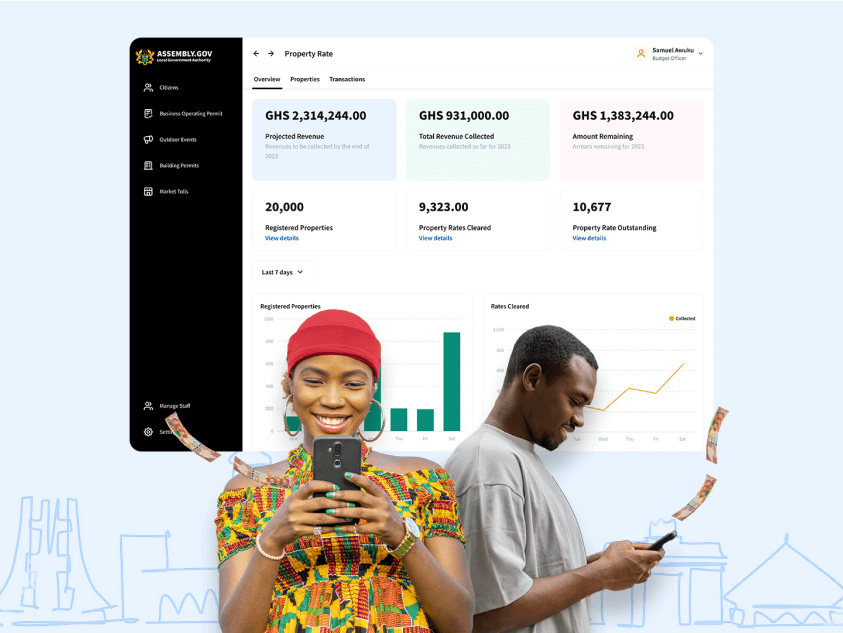 ASSEMBLY.GOV
Local Government Authority
Citizens
Business Operating Permit
Outdoor Events
Building Permits
Market Tolls
Manage Staff
Property Rate
Samuel Awuku
Budget Officer
Overview Properties Transactions
GHS 2,314,244.00
Projected Revenue
Revenues to be collected by the end of
2023
GHS 931,000.00
Total Revenue Collected
Revenues collected so far for 2023
GHS 1,383,244.00
Amount Remaining
Arrears remaining for 2023
20,000
Registered Properties
View details
9,323.00
Property Rates Cleared
View details
10,677
Property Rate Outstanding
View details
Last 7 days
Registered Properties
1000
800
600
400
200
0
Thu Fri Sat
Rates Cleared
Collected
1,200
Tue Wed Thu Fri Sat